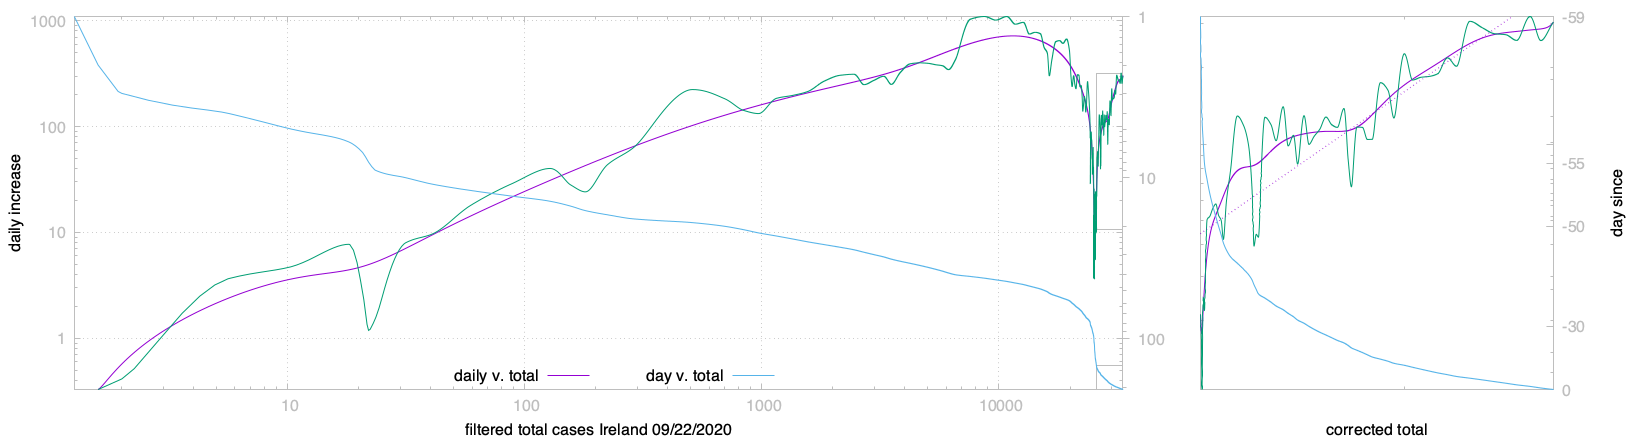 1000
100
10
1
daily increase
10
100
1000
10000
filtered total cases Ireland 09/22/2020
daily v. total
day v. total
1
10
100
-59
-55
-50
-30
0
day since
corrected total